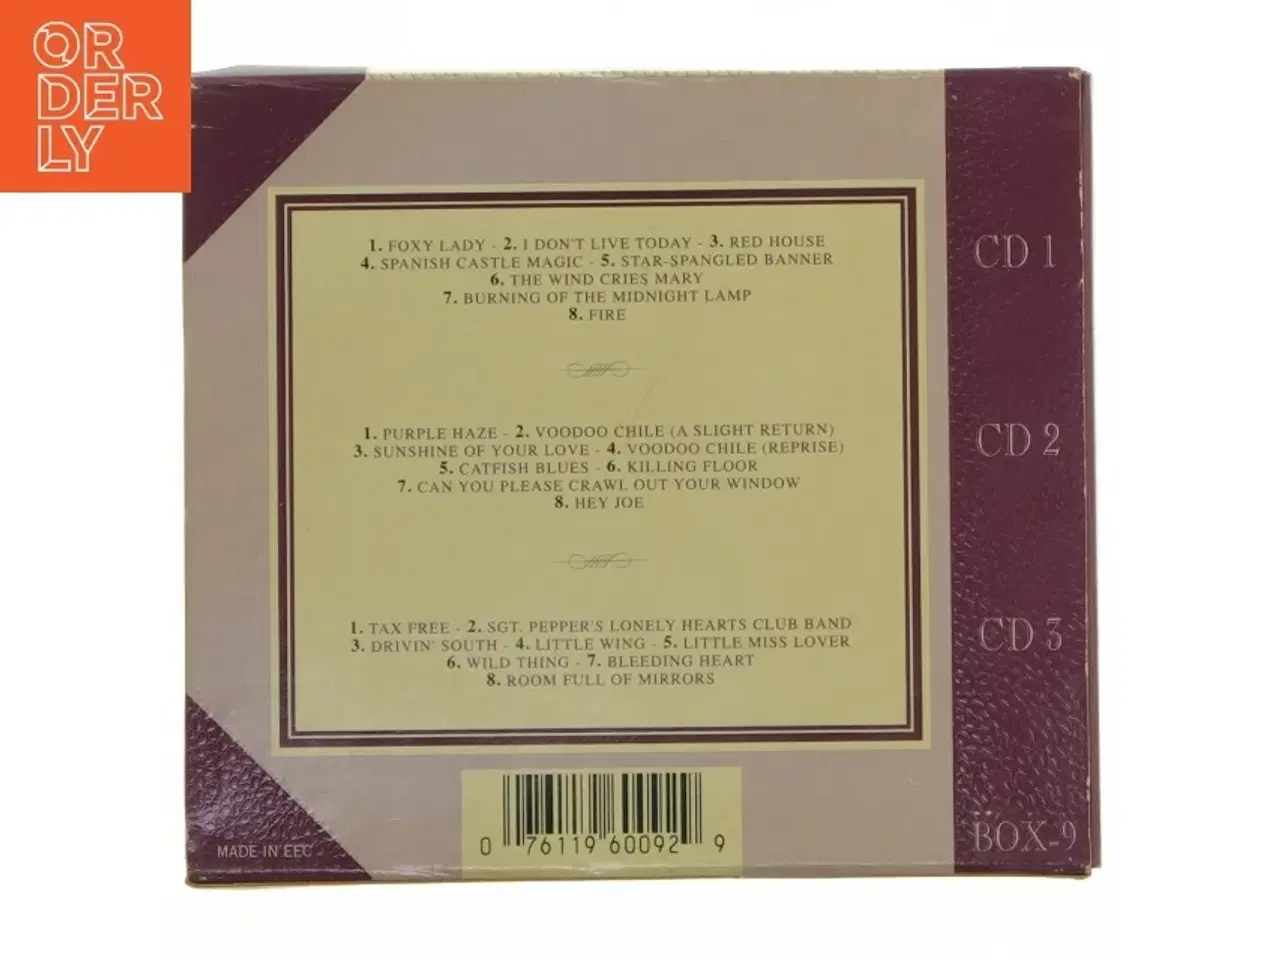 ORDERLY
1. FOXY LADY - 2. I DON'T LIVE TODAY - 3. RED HOUSE
4. SPANISH CASTLE MAGIC - 5. STAR-SPANGLED BANNER
6. THE WIND CRIES MARY
7. BURNING OF THE MIDNIGHT LAMP
8. FIRE
CD 1
1. PURPLE HAZE - 2. VOODOO CHILE (A SLIGHT RETURN)
3. SUNSHINE OF YOUR LOVE - 4. VOODOO CHILE (REPRISE)
5. CATFISH BLUES - 6. KILLING FLOOR
7. CAN YOU PLEASE CRAWL OUT YOUR WINDOW
8. HEY JOE
CD 2
1. TAX FREE - 2. SGT. PEPPER'S LONELY HEARTS CLUB BAND
3. DRIVIN' SOUTH - 4. LITTLE WING - 5. LITTLE MISS LOVER
6. WILD THING - 7. BLEEDING HEART
8. ROOM FULL OF MIRRORS
CD 3
MADE IN EEC
0 76119 60092 9
BOX-9